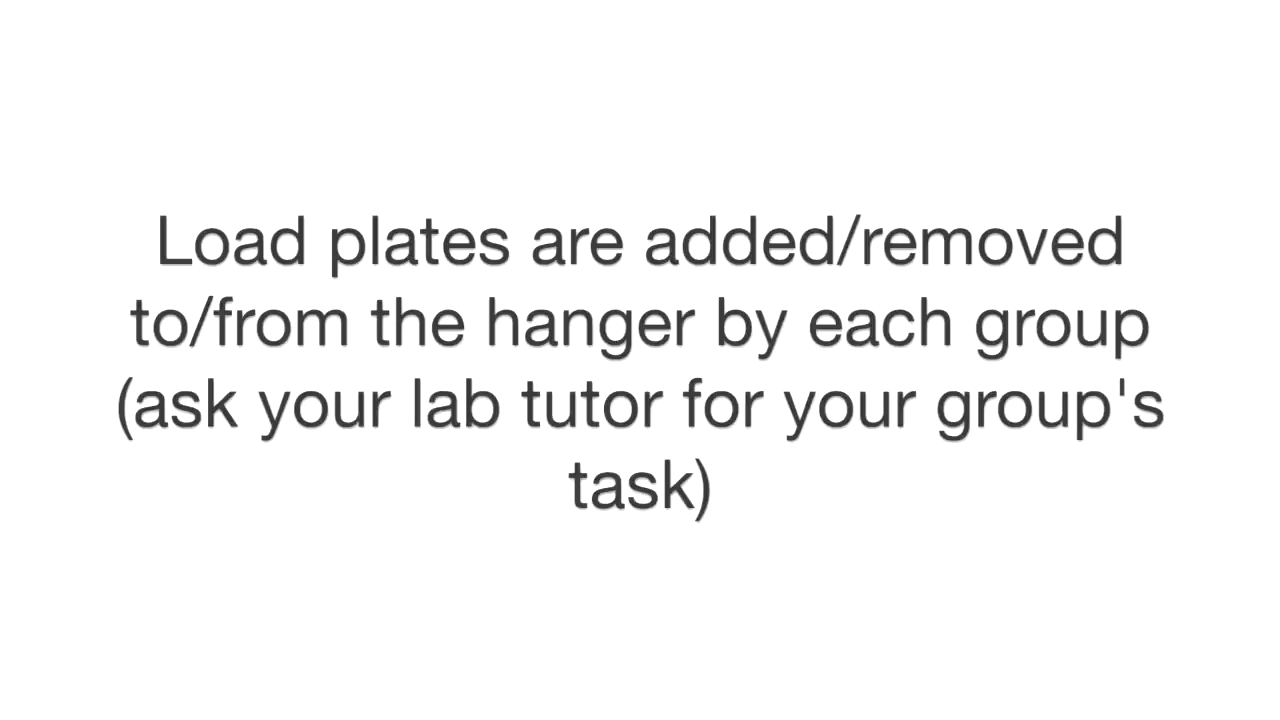 Load plates are added/removed
to/from the hanger by each group
(ask your lab tutor for your group's
task)